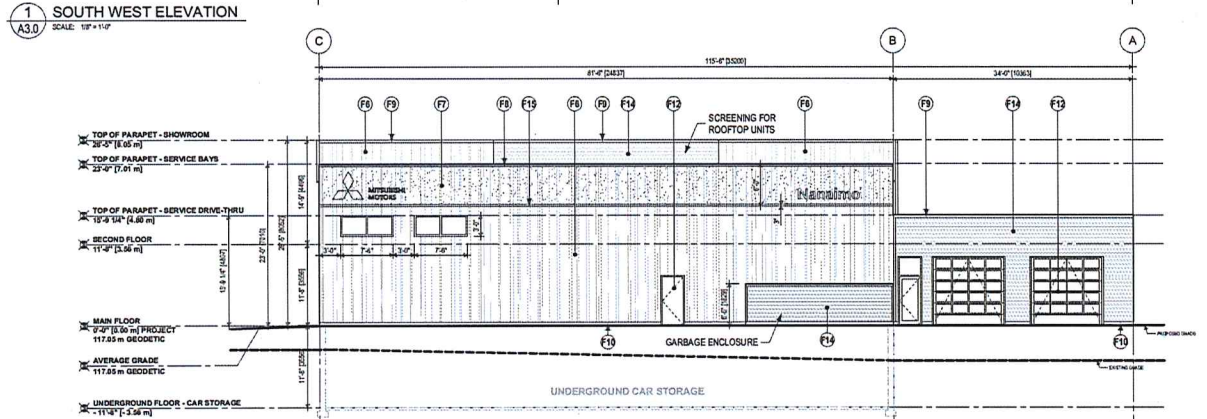 1
A3.0
SOUTH WEST ELEVATION
SCALE: 1/8" = 1'-0"
C
B
A
115'-6" [35200]
81'-6" [24837]
34'-0" [10363]
F6
F9
F7
F8
F15
F6
F9
F14
F12
F6
F9
F14
F12
SCREENING FOR
ROOFTOP UNITS
TOP OF PARAPET - SHOWROOM
26'-5" [8.05 m]
TOP OF PARAPET - SERVICE BAYS
23'-0" [7.01 m]
TOP OF PARAPET - SERVICE DRIVE-THRU
15'-9 1/4" [4.80 m]
SECOND FLOOR
MAIN FLOOR
0'-0" [0.00 m] PROJECT
117.05 m GEODETIC
AVERAGE GRADE
117.05 m GEODETIC
UNDERGROUND FLOOR - CAR STORAGE
MITSUBISHI
MOTORS
Nanaimo
3'-0"
7'-6"
3'-0"
7'-6"
3'-0"
GARBAGE ENCLOSURE
F14
F10
F10
PROPOSED GRADE
EXISTING GRADE
UNDERGROUND CAR STORAGE